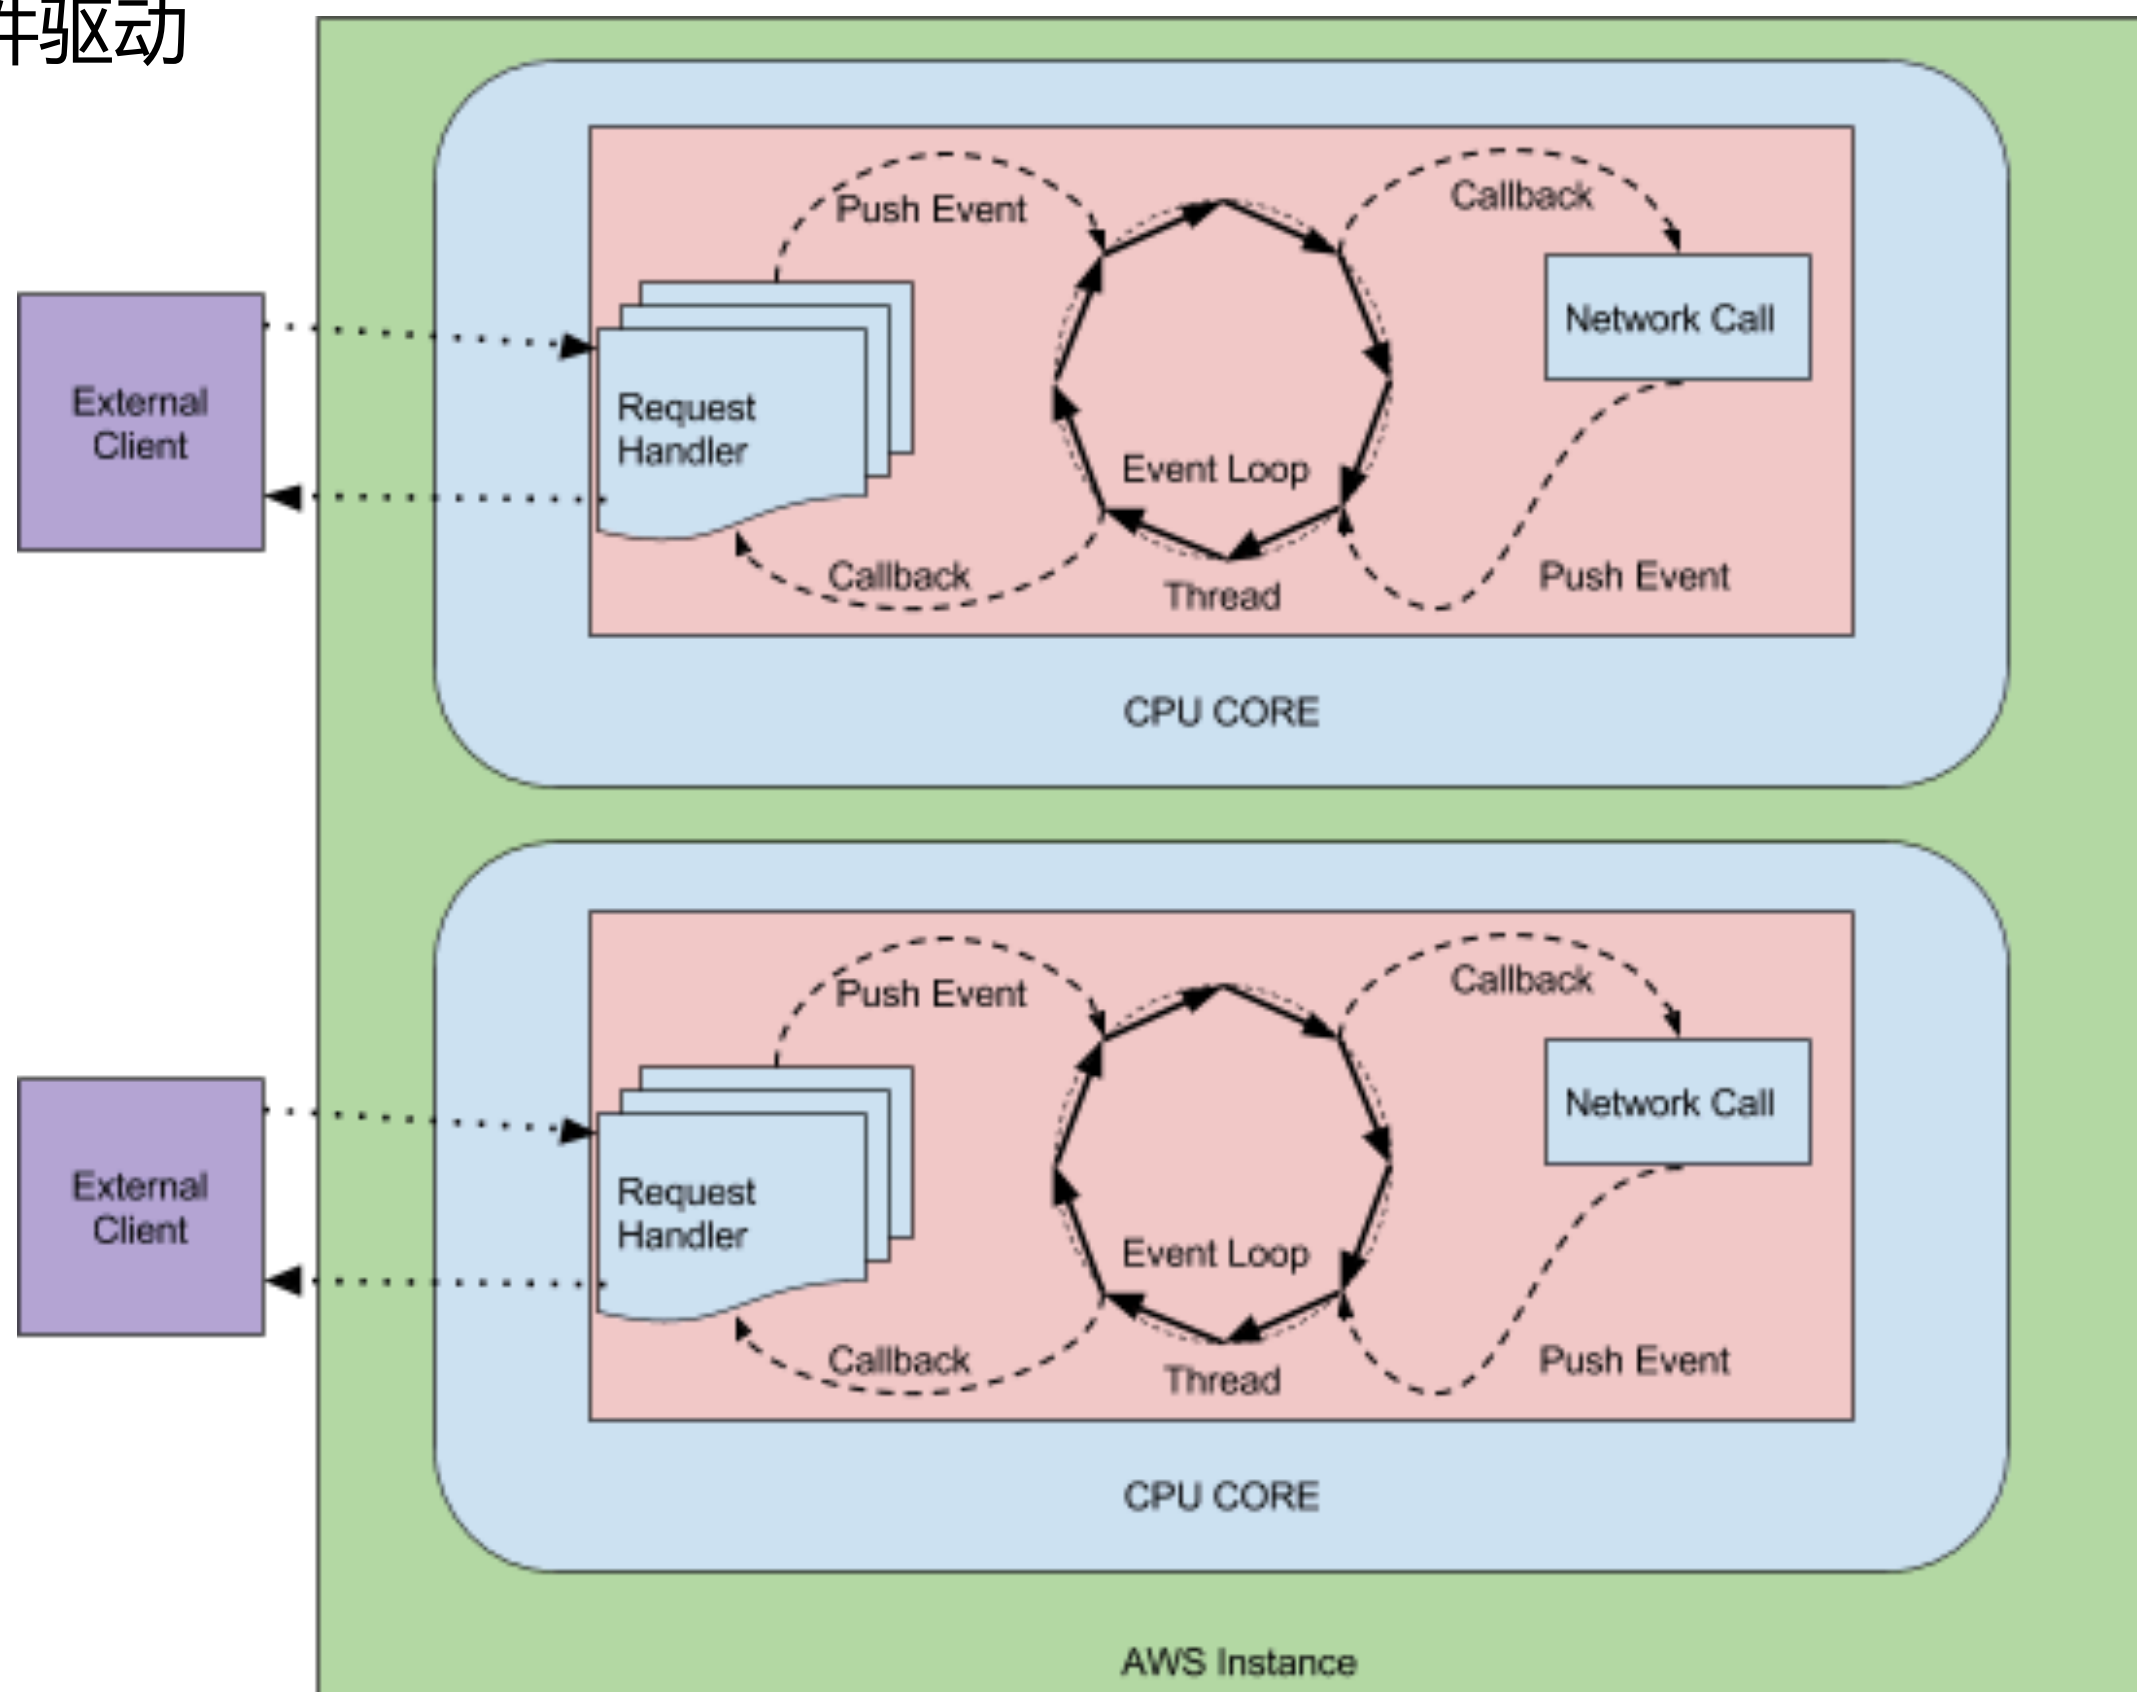 件驱动
Push Event
Callback
Network Call
External
Client
Request
Handler
Event Loop
Callback
Thread
Push Event
CPU CORE
Push Event
Callback
Network Call
External
Client
Request
Handler
Event Loop
Callback
Thread
Push Event
CPU CORE
AWS Instance